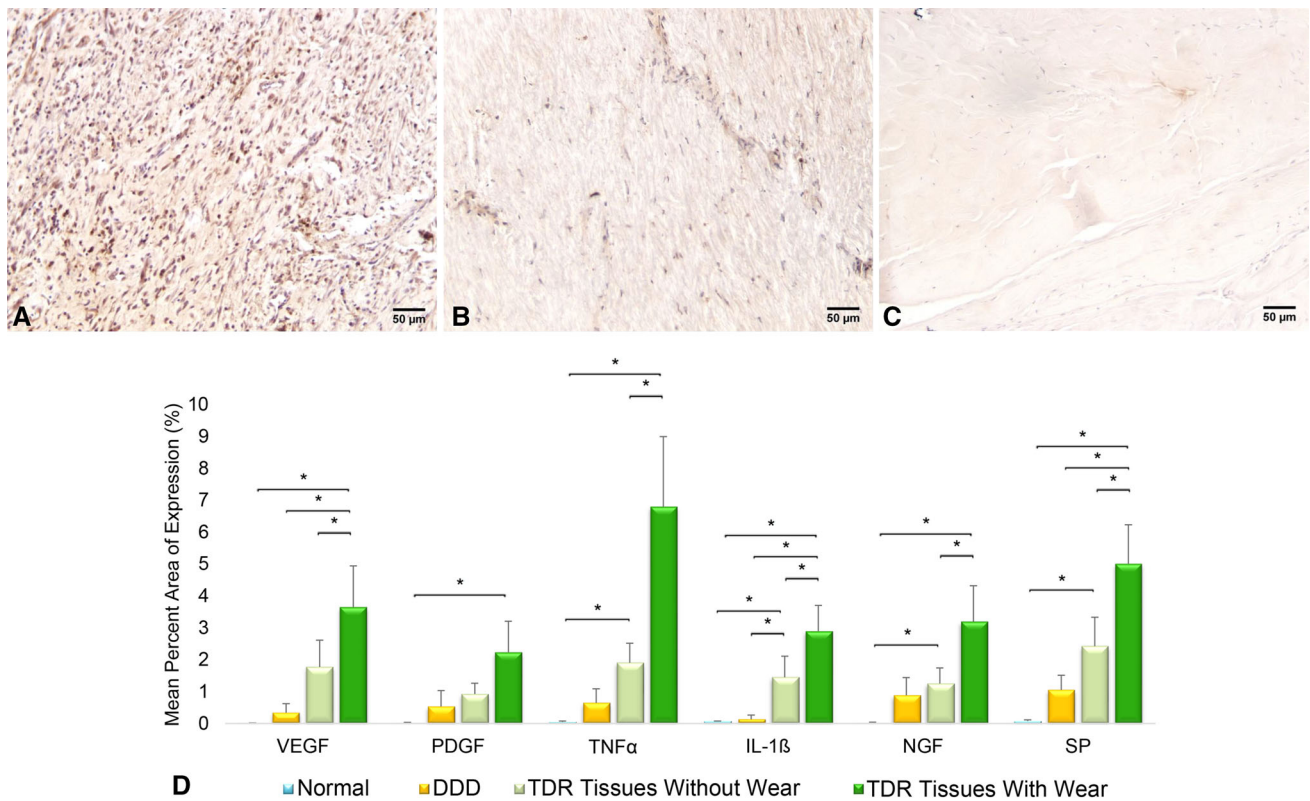 50 µm
A
50 µm
B
50 µm
C
Mean Percent Area of Expression (%)
10
9
8
7
6
5
4
3
2
1
0
* * *
*
* * *
* * * * *
* * *
* * * *
VEGF PDGF TNFα IL-1ß NGF SP
D Normal DDD TDR Tissues Without Wear TDR Tissues With Wear